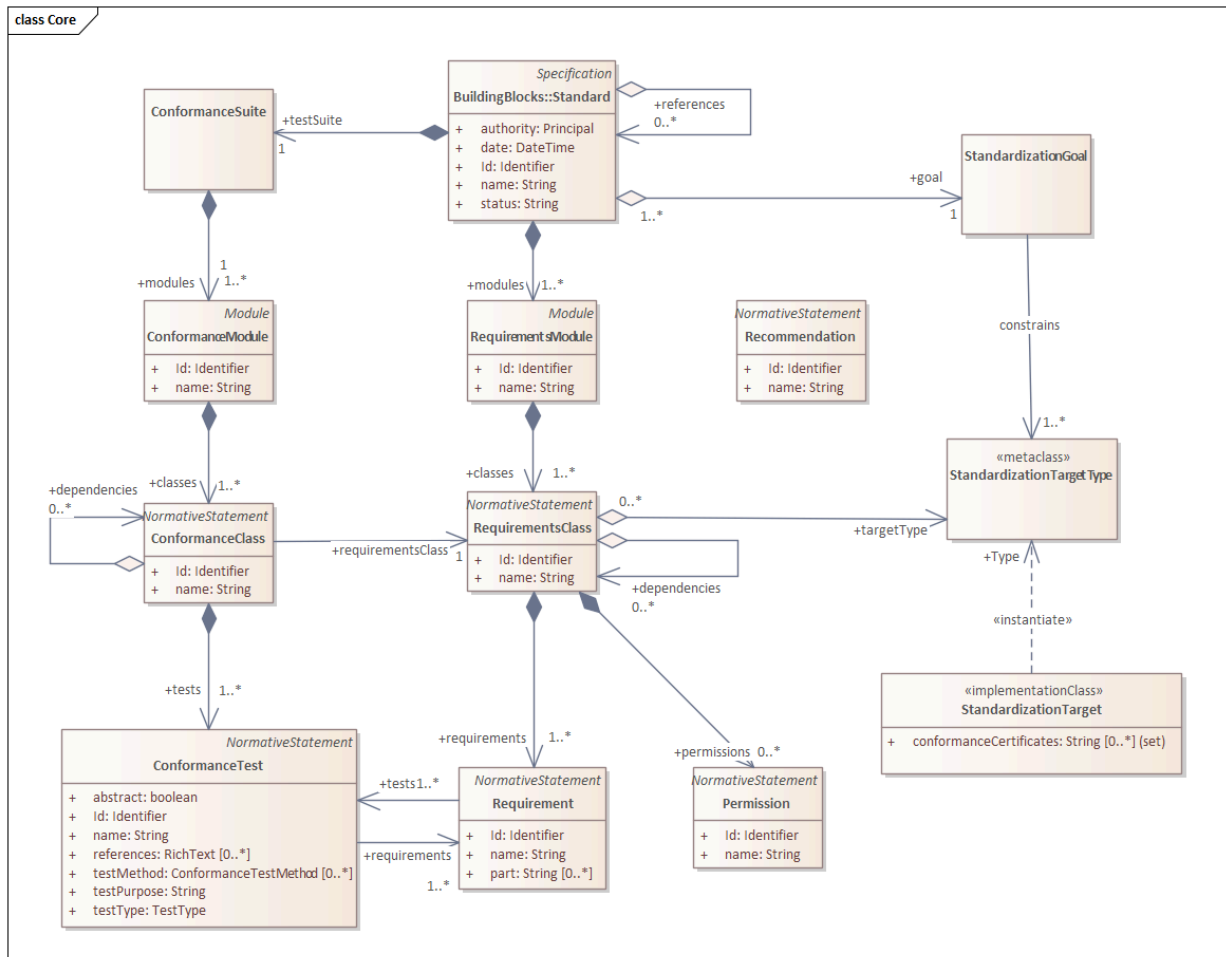 class Core
Specification
BuildingBlocks::Standard
+ authority: Principal
+ date: DateTime
+ Id: Identifier
+ name: String
+ status: String
+references
0..*
ConformanceSuite
+testSuite
1
StandardizationGoal
+goal
1..*
1
1
+modules
1..*
+modules
1..*
Module
ConformanceModule
+ Id: Identifier
+ name: String
Module
RequirementsModule
+ Id: Identifier
+ name: String
NormativeStatement
Recommendation
+ Id: Identifier
+ name: String
constrains
1..*
«metaclass»
StandardizationTargetType
+classes
1..*
+classes
1..*
+dependencies
0..*
NormativeStatement
ConformanceClass
+ Id: Identifier
+ name: String
+requirementsClass
1
NormativeStatement
RequirementsClass
+ Id: Identifier
+ name: String
0..*
+targetType
+dependencies
0..*
+Type
«instantiate»
«implementationClass»
StandardizationTarget
+ conformanceCertificates: String [0..*] (set)
+tests
1..*
+requirements
1..*
+permissions 0..*
NormativeStatement
ConformanceTest
+ abstract: boolean
+ Id: Identifier
+ name: String
+ references: RichText [0..*]
+ testMethod: ConformanceTestMethod [0..*]
+ testPurpose: String
+ testType: TestType
+tests1..*
+requirements
1..*
NormativeStatement
Requirement
+ Id: Identifier
+ name: String
+ part: String [0..*]
NormativeStatement
Permission
+ Id: Identifier
+ name: String